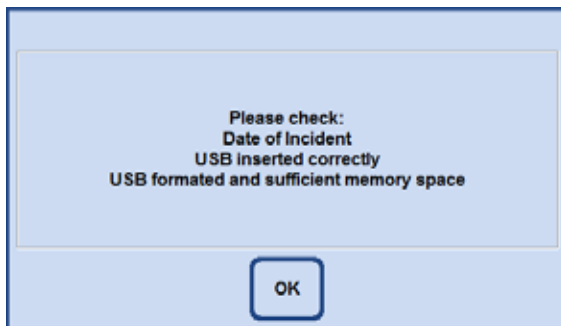 Please check:
Date of Incident
USB inserted correctly
USB formated and sufficient memory space
OK